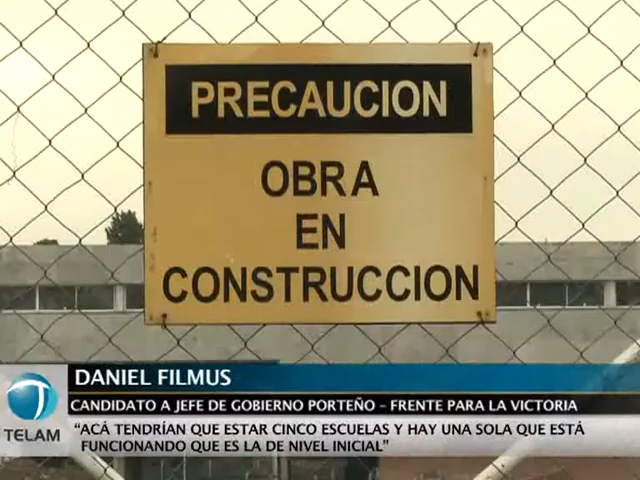 PRECAUCION
OBRA
EN
CONSTRUCCION
DANIEL FILMUS
CANDIDATO A JEFE DE GOBIERNO PORTEÑO – FRENTE PARA LA VICTORIA
TELAM
“ACÁ TENDRÍAN QUE ESTAR CINCO ESCUELAS Y HAY UNA SOLA QUE ESTÁ
FUNCIONANDO QUE ES LA DE NIVEL INICIAL”